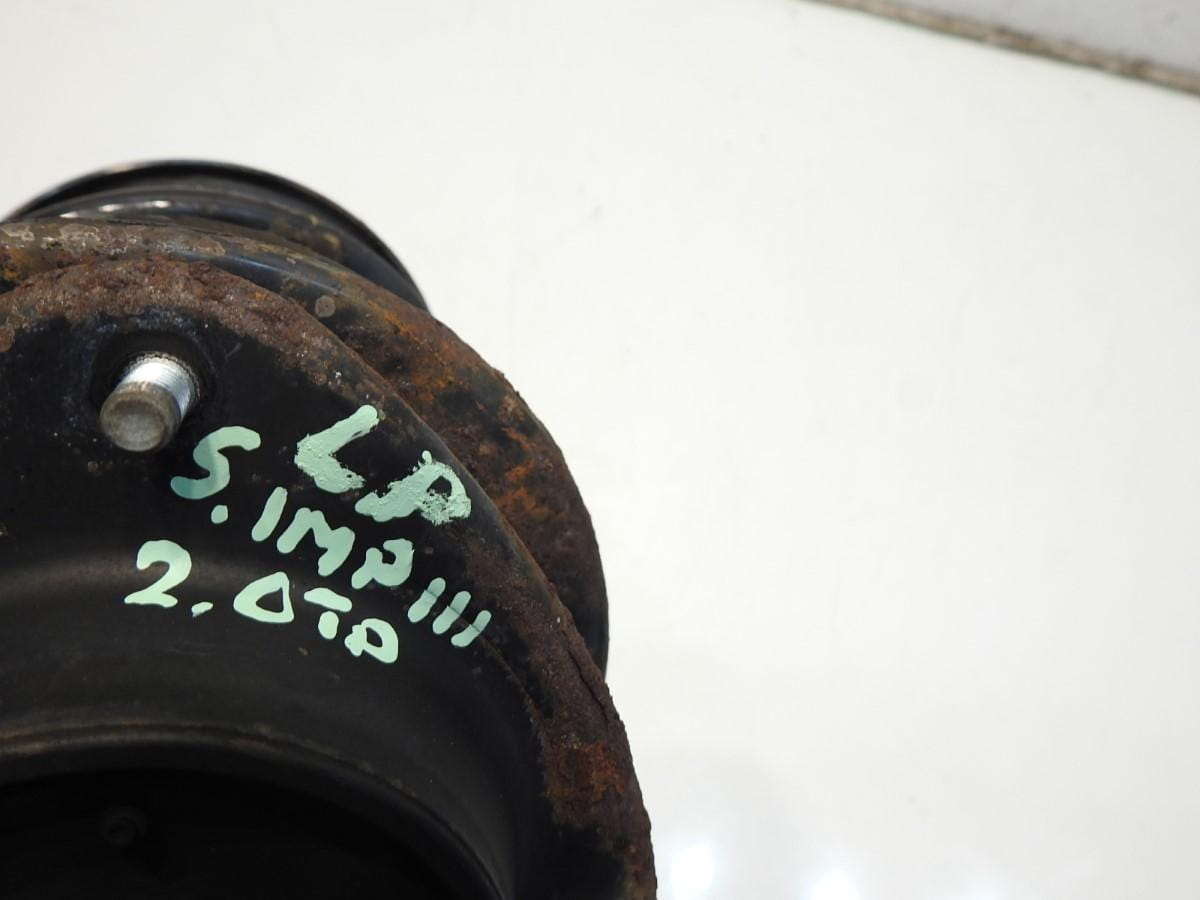 LP
S. IMP III
2.0TD